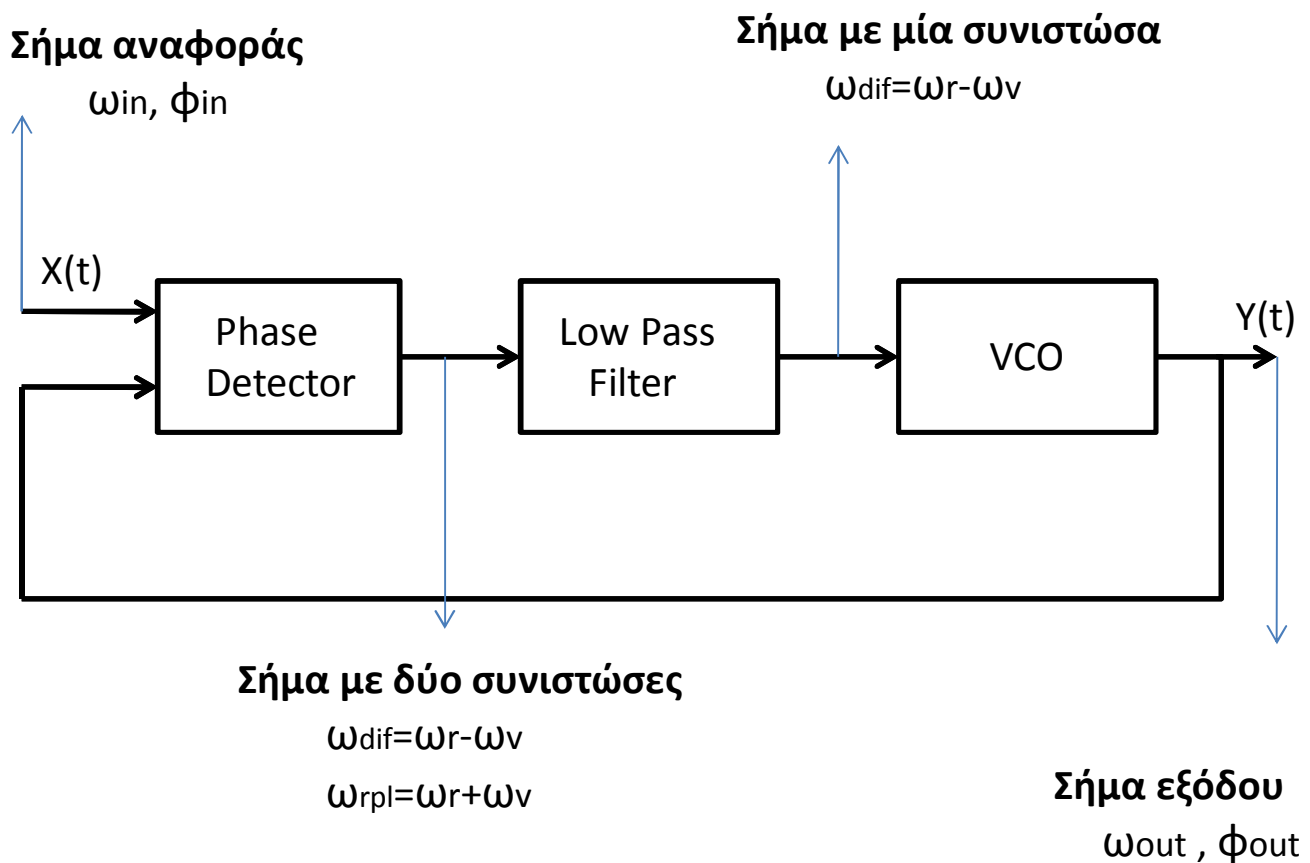 Σήμα αναφοράς
ωin, φin
Σήμα με μία συνιστώσα
ωdif=ωr-ωv
X(t)
Phase
Detector
Low Pass
Filter
VCO
Y(t)
Σήμα με δύο συνιστώσες
ωdif=ωr-ωv
ωrpl=ωr+ωv
Σήμα εξόδου
ωout , φout